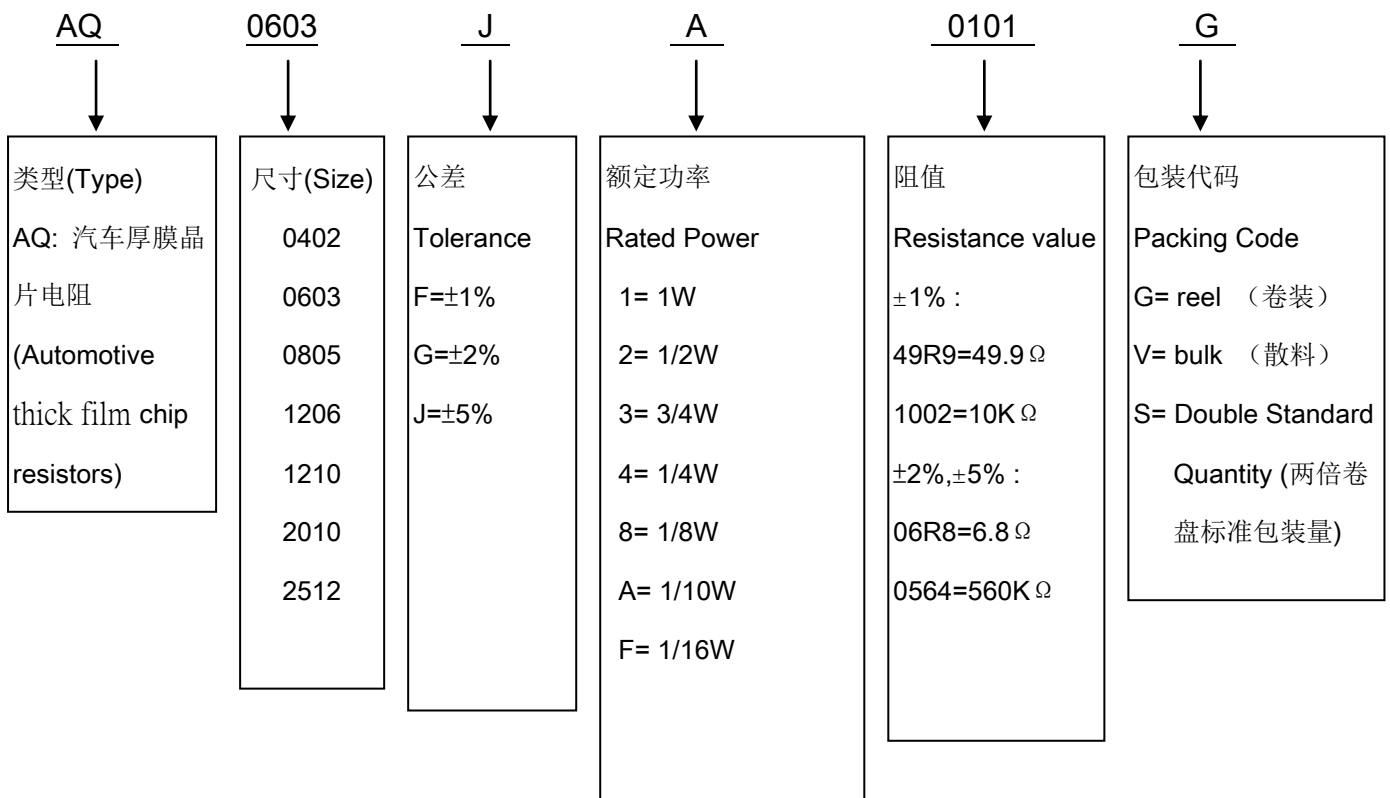 AQ 0603 J A 0101 G
类型(Type)
AQ: 汽车厚膜晶
片电阻
(Automotive
thick film chip
resistors)
尺寸(Size)
0402
0603
0805
1206
1210
2010
2512
公差
Tolerance
F=±1%
G=±2%
J=±5%
额定功率
Rated Power
1= 1W
2= 1/2W
3= 3/4W
4= 1/4W
8= 1/8W
A= 1/10W
F= 1/16W
阻值
Resistance value
±1% :
49R9=49.9Ω
1002=10KΩ
±2%,±5% :
06R8=6.8Ω
0564=560KΩ
包装代码
Packing Code
G= reel （卷装）
V= bulk （散料）
S= Double Standard
Quantity (两倍卷
盘标准包装量)